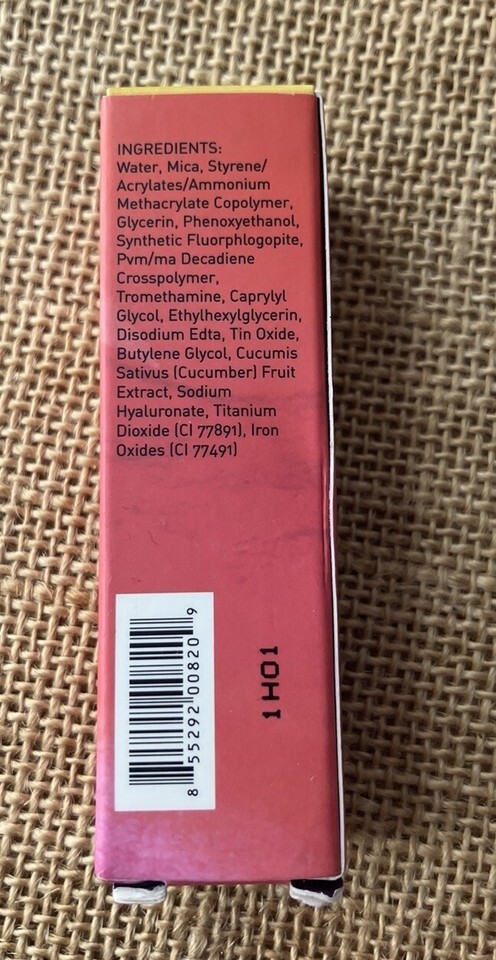 INGREDIENTS:
Water, Mica, Styrene/
Acrylates/Ammonium
Methacrylate Copolymer,
Glycerin, Phenoxyethanol,
Synthetic Fluorphlogopite,
Pvm/ma Decadiene
Crosspolymer,
Tromethamine, Caprylyl
Glycol, Ethylhexylglycerin,
Disodium Edta, Tin Oxide,
Butylene Glycol, Cucumis
Sativus (Cucumber) Fruit
Extract, Sodium
Hyaluronate, Titanium
Dioxide (CI 77891), Iron
Oxides (CI 77491)
8 55292 00820 9
1H01